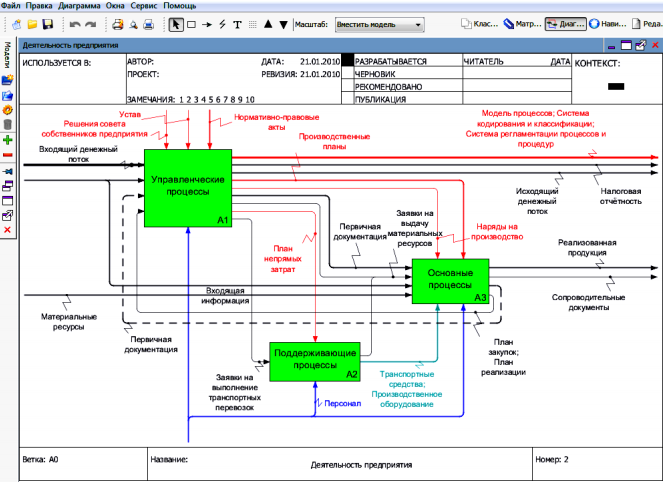 Файл Правка Диаграмма Окна Сервис Помощь
Масштаб: Вместить модель
Клас... Матр... Диаг... Нави... Реда.
Модели
Деятельность предприятия
ИСПОЛЬЗУЕТСЯ В:
АВТОР:
ДАТА: 21.01.2010
РАЗРАБАТЫВАЕТСЯ
ЧИТАТЕЛЬ
ДАТА
КОНТЕКСТ:
ПРОЕКТ:
РЕВИЗИЯ: 21.01.2010
ЧЕРНОВИК
РЕКОМЕНДОВАНО
ЗАМЕЧАНИЯ: 1 2 3 4 5 6 7 8 9 10
ПУБЛИКАЦИЯ
Устав
Решения совета
собственников предприятия
Нормативно-правовые
акты
Производственные
планы
Модель процессов; Система
кодирования и классификации;
Система регламентации процессов и
процедур
Входящий денежный
поток
Управленческие
процессы
A1
Исходящий
денежный
поток
Налоговая
отчётность
Первичная
документация
Заявки на
выдачу
материальных
ресурсов
Наряды на
производство
План
непрямых
затрат
Реализованная
продукция
Основные
процессы
A3
Входящая
информация
Сопроводительные
документы
Материальные
ресурсы
Первичная
документация
План
закупок;
План
реализации
Поддерживающие
процессы
A2
Заявки на
выполнение
транспортных
перевозок
Транспортные
средства;
Производственное
оборудование
Персонал
Ветка: A0
Название:
Деятельность предприятия
Номер: 2